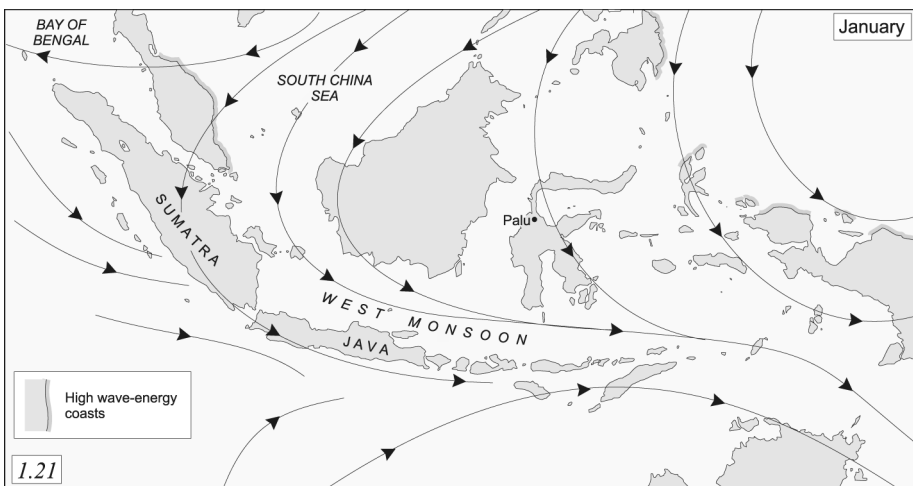 BAY OF
BENGAL
January
SOUTH CHINA
SEA
SUMATRA
Palu
WEST MONSOON
JAVA
High wave-energy
coasts
1.21